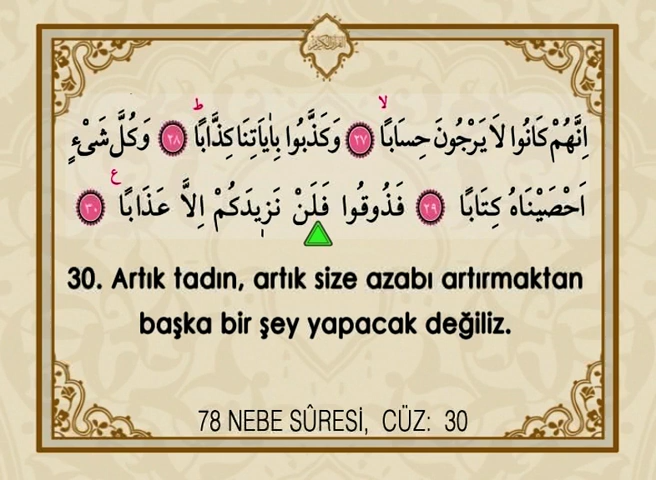 اِنَّهُمْ كَانُوا لَا يَرْجُونَ حِسَابًاۙ ﴿٢٧﴾ وَكَذَّبُوا بِاٰيَاتِنَا كِذَّابًاۜ ﴿٢٨﴾ وَكُلَّ شَىْءٍ
اَحْصَيْنَاهُ كِتَابًا ﴿٢٩﴾ فَذُوقُوا فَلَنْ نَزٖيدَكُمْ اِلَّا عَذَابًا ع ﴿٣٠﴾
30. Artık tadın, artık size azabı artırmaktan
başka bir şey yapacak değiliz.
78 NEBE SÛRESİ, CÜZ: 30